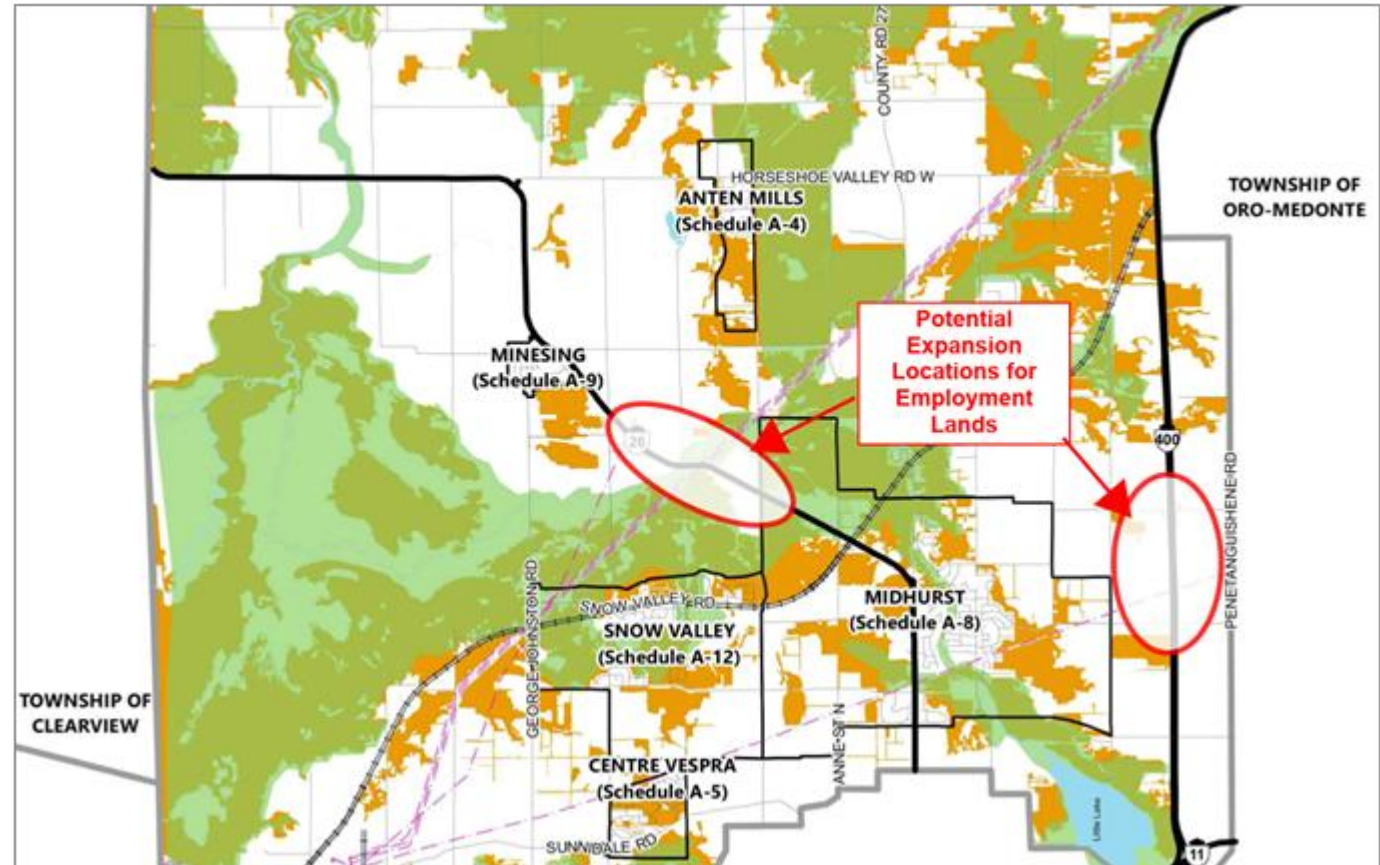 COUNTY RD 27
HORSESHOE VALLEY RD W
ANTEN MILLS
(Schedule A-4)
TOWNSHIP OF
ORO-MEDONTE
Potential
Expansion
Locations for
Employment
Lands
MINESING
(Schedule A-9)
26
400
PENETANGUISHENE RD
GEORGE JOHNSTON RD
SNOW VALLEY RD
SNOW VALLEY
(Schedule A-12)
MIDHURST
(Schedule A-8)
TOWNSHIP OF
CLEARVIEW
ANNE ST N
CENTRE VESPRA
(Schedule A-5)
Little Lake
SUNNIDALE RD
11